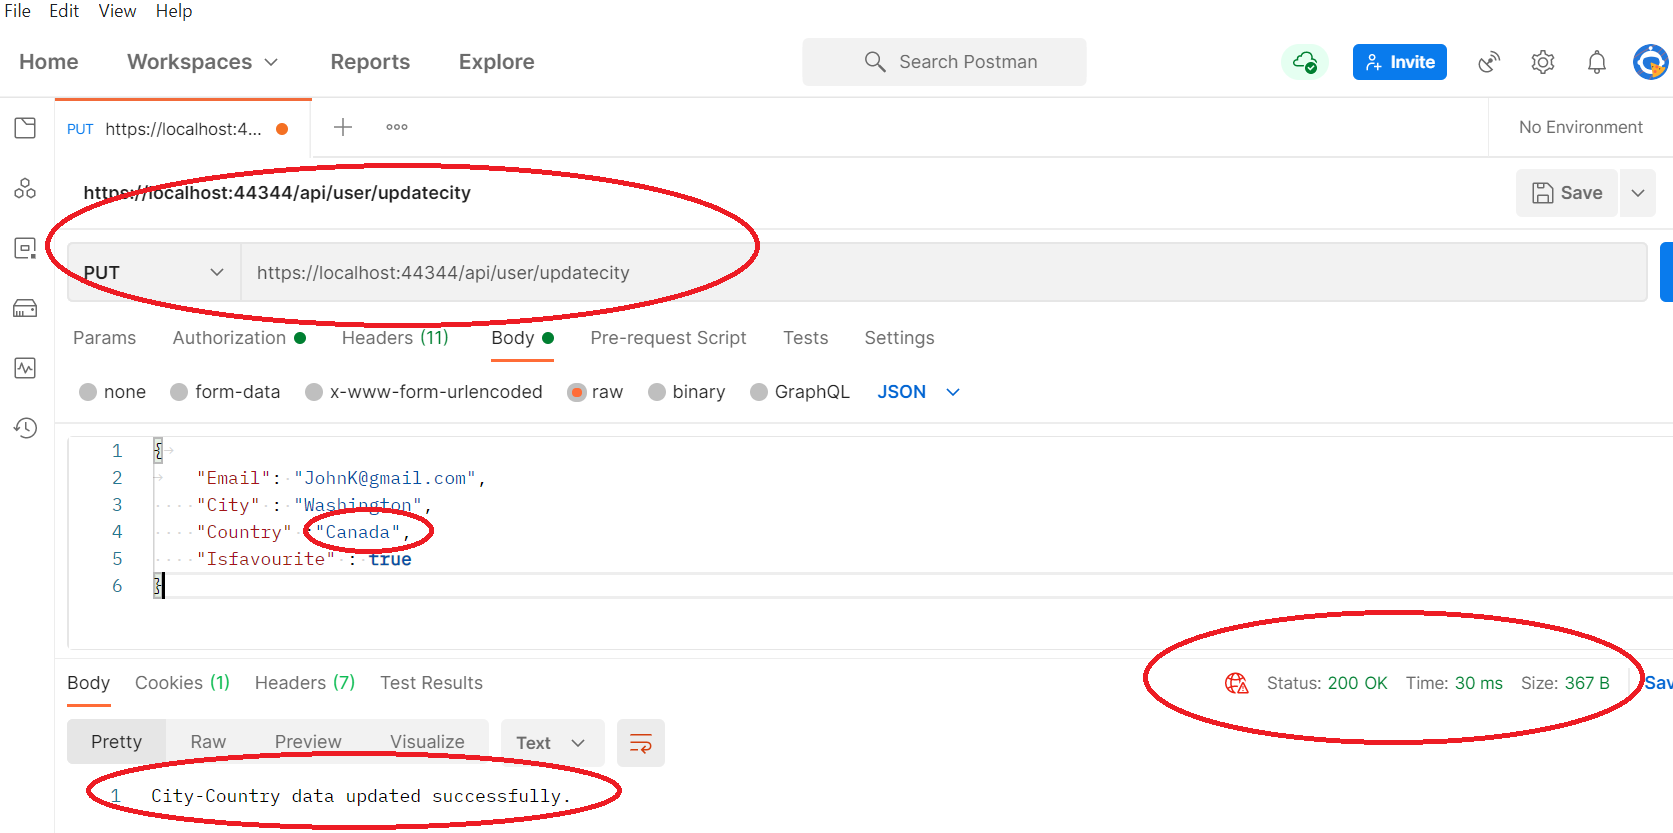 File Edit View Help
Home Workspaces Reports Explore Search Postman Invite
PUT https://localhost:4... No Environment
https://localhost:44344/api/user/updatecity Save
PUT https://localhost:44344/api/user/updatecity
Params Authorization Headers (11) Body Pre-request Script Tests Settings
none form-data x-www-form-urlencoded raw binary GraphQL JSON
1 {
2 "Email": "JohnK@gmail.com",
3 "City" : "Washington",
4 "Country" :"Canada",
5 "Isfavourite" : true
6 }
Body Cookies (1) Headers (7) Test Results Status: 200 OK Time: 30 ms Size: 367 B Sav
Pretty Raw Preview Visualize Text
1 City-Country data updated successfully.